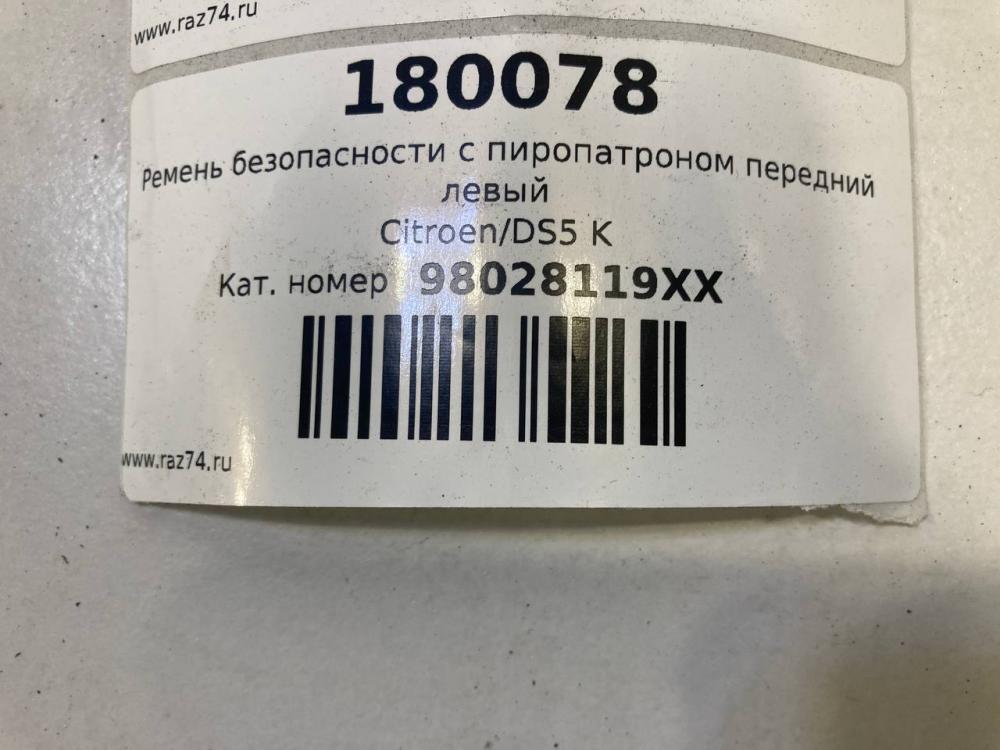 www.raz74.ru
180078
Ремень безопасности с пиропатроном передний
левый
Citroen/DS5 K
Кат. номер 98028119XX
www.raz74.ru